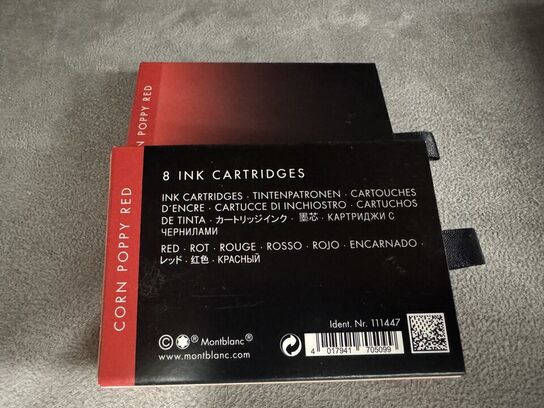 CORN POPPY RED
CORN POPPY RED
8 INK CARTRIDGES
INK CARTRIDGES · TINTENPATRONEN · CARTOUCHES
D'ENCRE · CARTUCCE DI INCHIOSTRO · CARTUCHOS
DE TINTA · カートリッジインク · 墨芯 · КАРТРИДЖИ С
ЧЕРНИЛАМИ
RED · ROT · ROUGE · ROSSO · ROJO · ENCARNADO ·
レッド · 红色 · КРАСНЫЙ
Ident. Nr. 111447
© ® Montblanc
www.montblanc.com
4 017941 705099